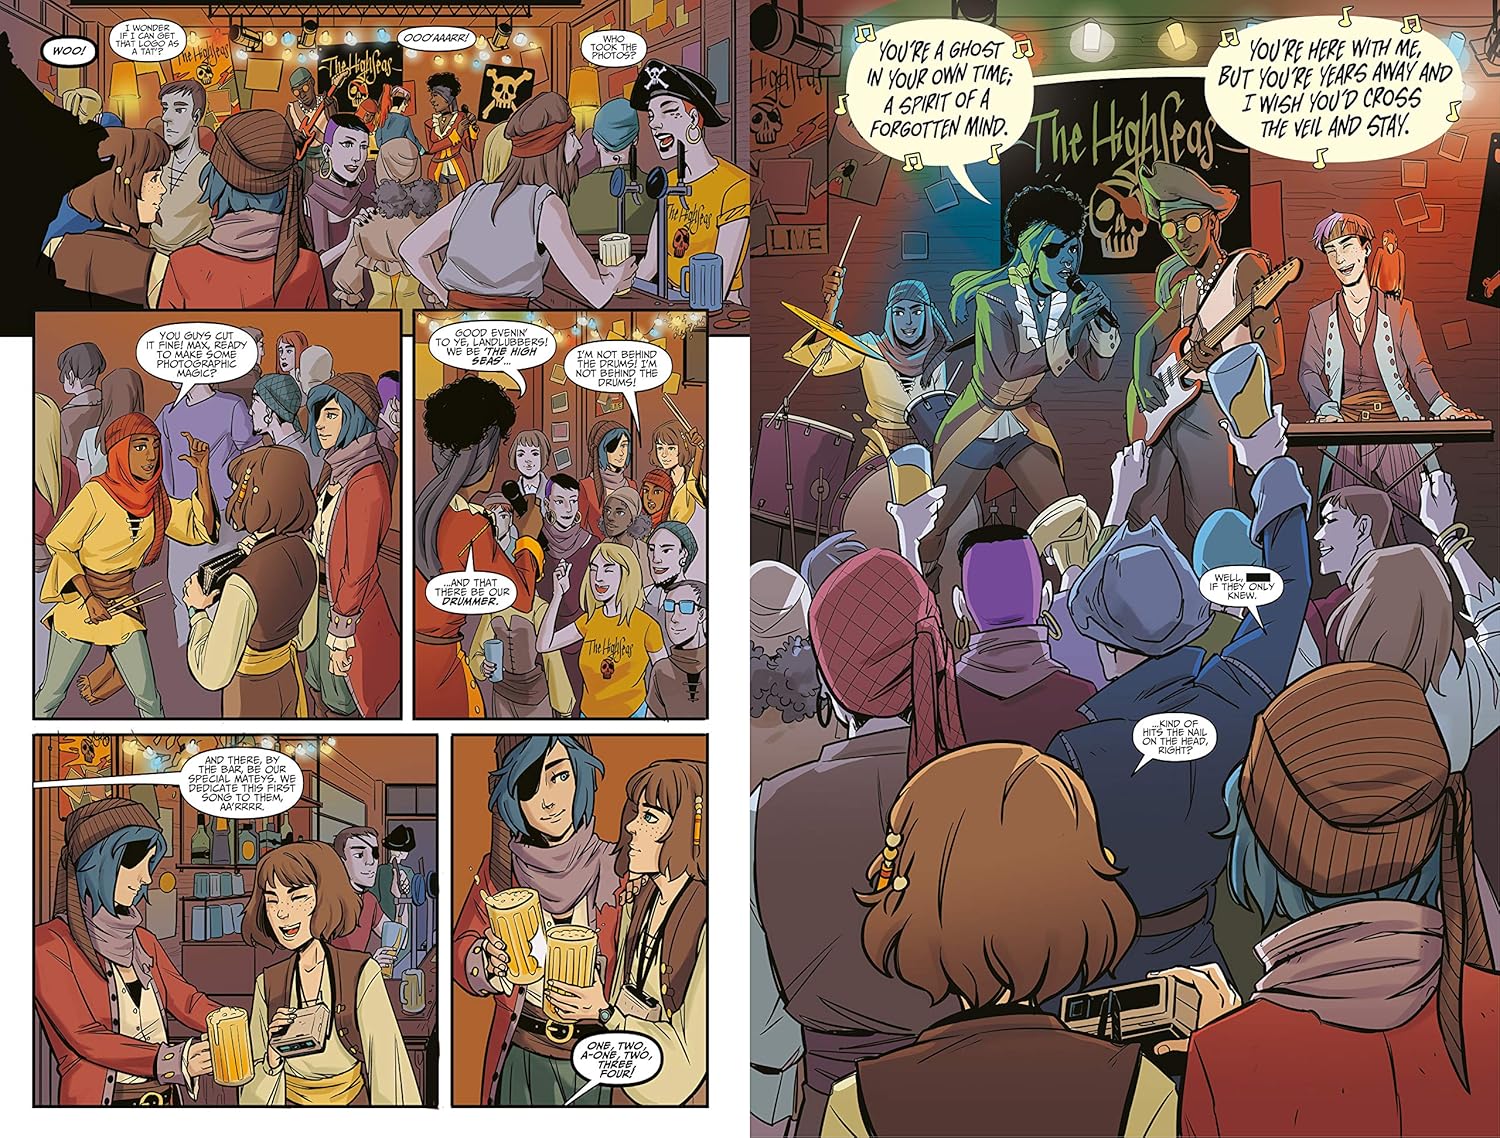 WOO!
I WONDER
IF I CAN GET
THAT LOGO AS
A TAT'?
The HighSeas
The HighSeas
OOO'AAARR!
WHO
TOOK THE
PHOTOS?
The HighSeas
YOU GUYS CUT
IT FINE! MAX, READY
TO MAKE SOME
PHOTOGRAPHIC
MAGIC?
GOOD EVENIN'
TO YE, LANDLUBBERS!
WE BE 'THE HIGH
SEAS'...
I'M NOT BEHIND
THE DRUMS! I'M
NOT BEHIND THE
DRUMS!
...AND THAT
THERE BE OUR
DRUMMER.
The HighSeas
AND THERE, BY
THE BAR, BE OUR
SPECIAL MATEYS. WE
DEDICATE THIS FIRST
SONG TO THEM,
AA'RRRR.
ONE, TWO,
A-ONE, TWO,
THREE
FOUR!
YOU'RE A GHOST
IN YOUR OWN TIME;
A SPIRIT OF A
FORGOTTEN MIND.
YOU'RE HERE WITH ME,
BUT YOU'RE YEARS AWAY AND
I WISH YOU'D CROSS
THE VEIL AND STAY.
HighSeas
LIVE
The HighSeas
WELL,
IF THEY ONLY
KNEW.
...KIND OF
HITS THE NAIL
ON THE HEAD,
RIGHT?